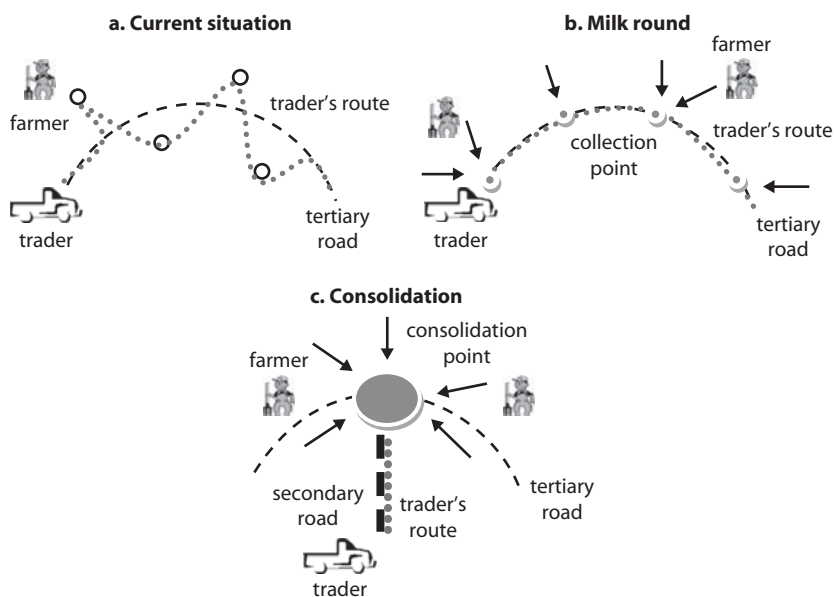 a. Current situation
farmer
trader's route
trader
tertiary
road
b. Milk round
farmer
trader's route
collection
point
trader
tertiary
road
c. Consolidation
consolidation
point
farmer
secondary
road
trader's
route
tertiary
road
trader